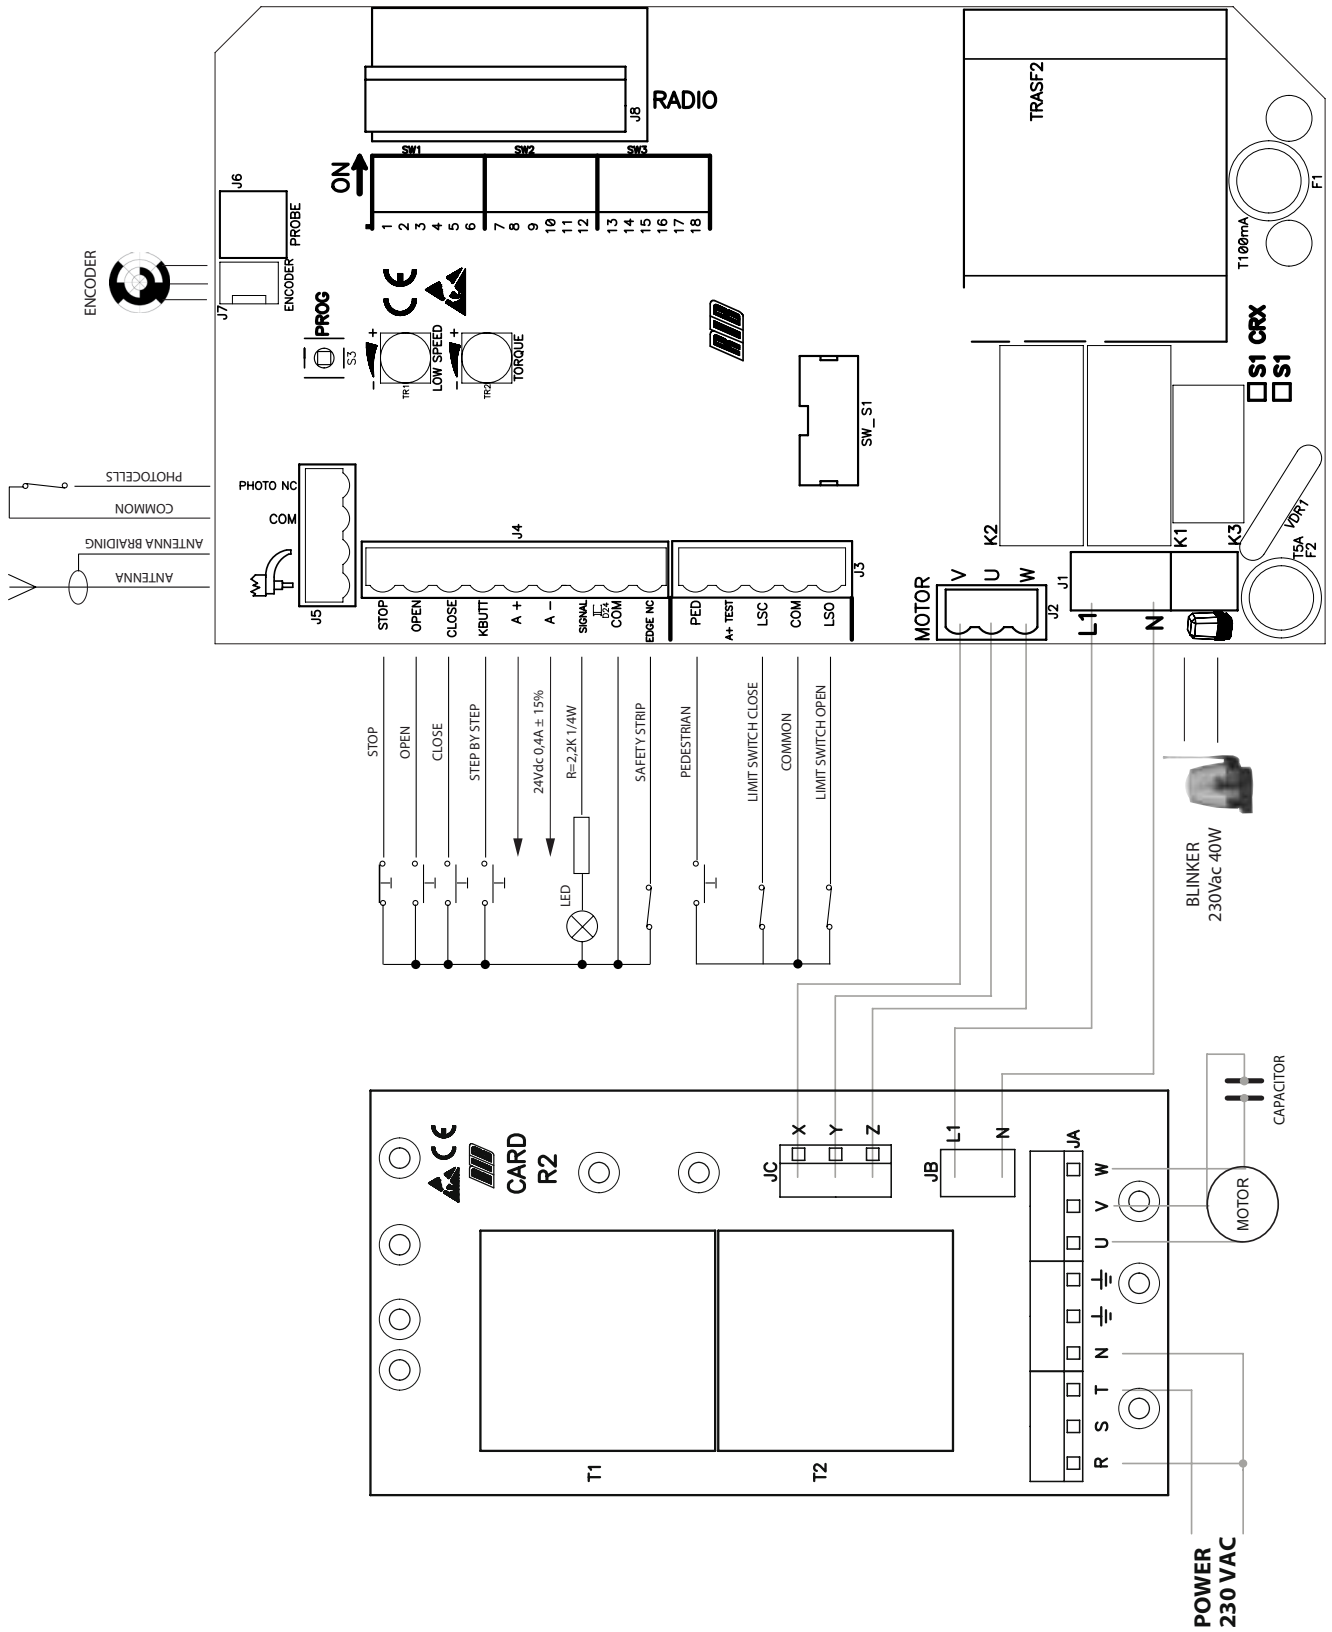 ENCODER
J6
PROBE
J7
ENCODER
ON
SW1
SW2
SW3
1
2
3
4
5
6
7
8
9
10
11
12
13
14
15
16
17
18
J8
RADIO
TRASF2
F1
T100mA
S1 CRX
S1
PROG
S3
- +
TR1
LOW SPEED
- +
TR2
TORQUE
CE
RIB
SW_S1
PHOTOCELLS
COMMON
ANTENNA BRAIDING
ANTENNA
PHOTO NC
COM
J5
J4
STOP
OPEN
CLOSE
KBUTT
A +
A -
SIGNAL
D24
COM
EDGE NC
J3
PED
A+ TEST
LSC
COM
LSO
K2
K1
K3
VDR1
T5A
F2
MOTOR
V
U
W
J2
J1
L1
N
STOP
OPEN
CLOSE
STEP BY STEP
24Vdc 0,4A ± 15%
R=2,2K 1/4W
LED
SAFETY STRIP
PEDESTRIAN
LIMIT SWITCH CLOSE
COMMON
LIMIT SWITCH OPEN
BLINKER
230Vac 40W
CE
CARD
R2
JC
X
Y
Z
JB
L1
N
JA
W
V
U
N
T
S
R
T1
T2
CAPACITOR
MOTOR
POWER
230 VAC